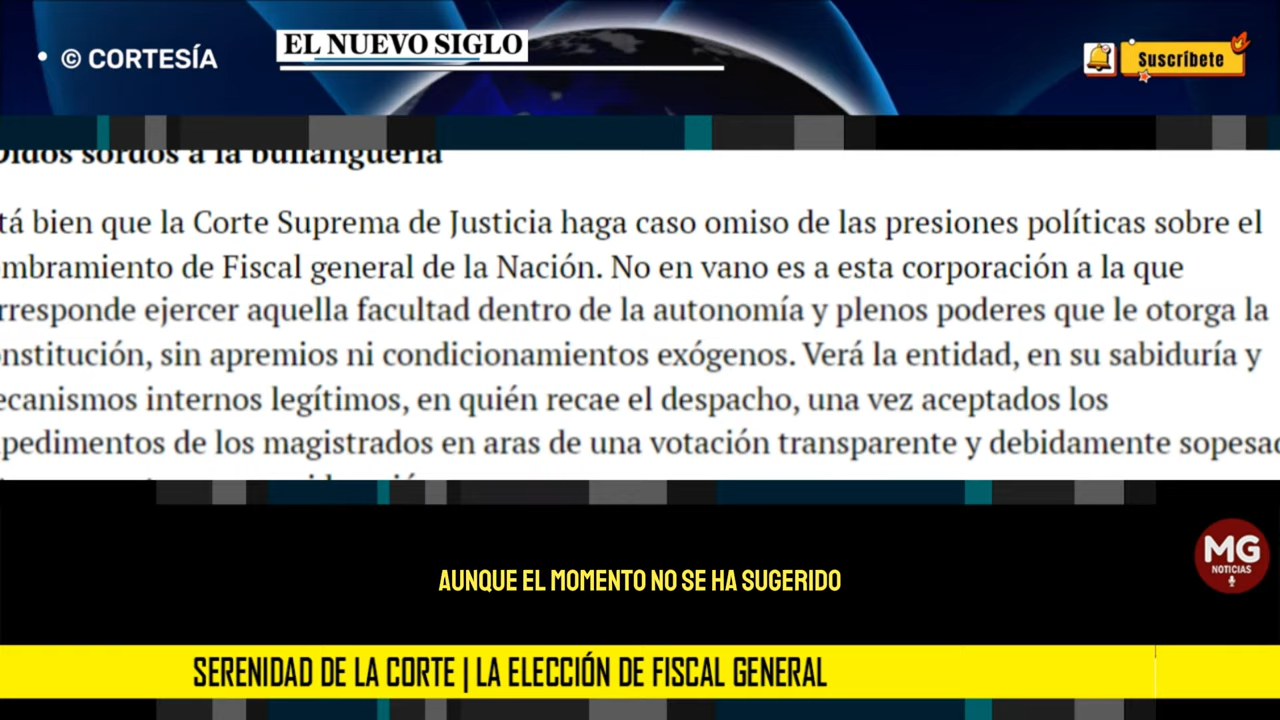 © CORTESÍA
EL NUEVO SIGLO
Suscríbete
sordos a la bullanguería
tá bien que la Corte Suprema de Justicia haga caso omiso de las presiones políticas sobre el
mbramiento de Fiscal general de la Nación. No en vano es a esta corporación a la que
rresponde ejercer aquella facultad dentro de la autonomía y plenos poderes que le otorga la
nstitución, sin apremios ni condicionamientos exógenos. Verá la entidad, en su sabiduría y
ecanismos internos legítimos, en quién recae el despacho, una vez aceptados los
pedimentos de los magistrados en aras de una votación transparente y debidamente sopesad
MG
NOTICIAS
AUNQUE EL MOMENTO NO SE HA SUGERIDO
SERENIDAD DE LA CORTE | LA ELECCIÓN DE FISCAL GENERAL